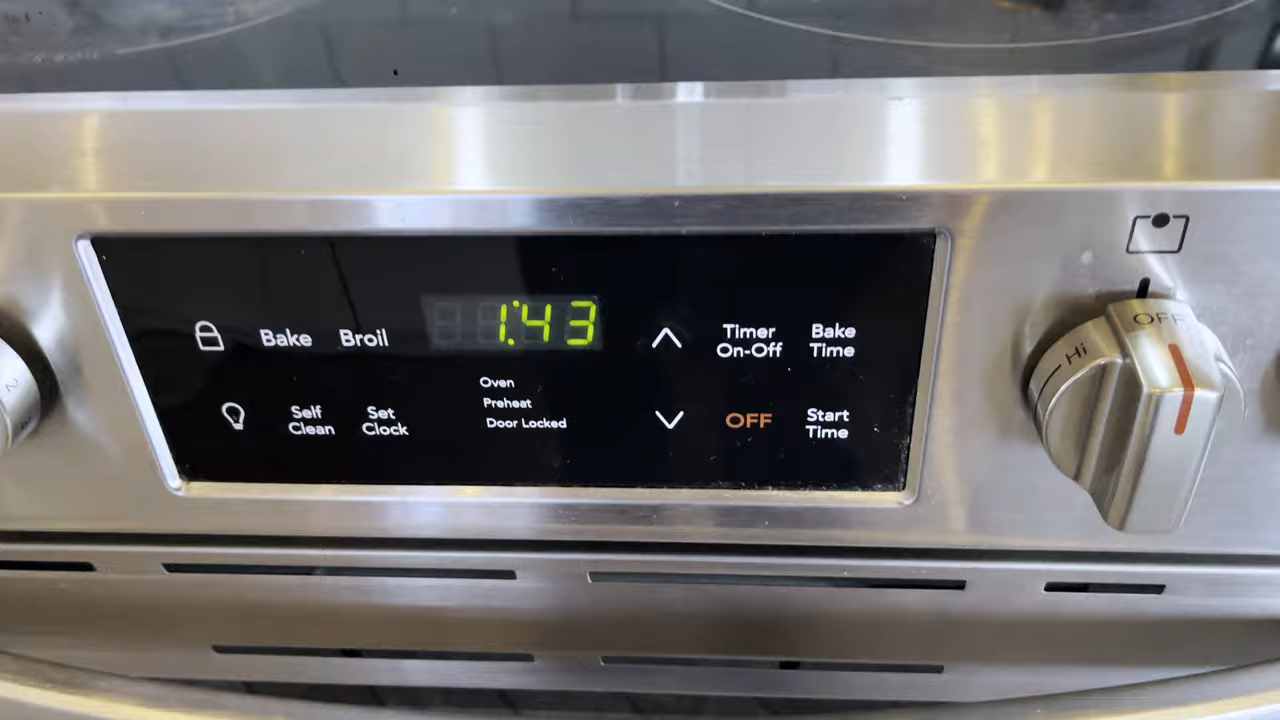 1:43
Bake
Broil
Timer
On-Off
Bake
Time
Oven
Preheat
Door Locked
Self
Clean
Set
Clock
OFF
Start
Time
OFF
Hi
2